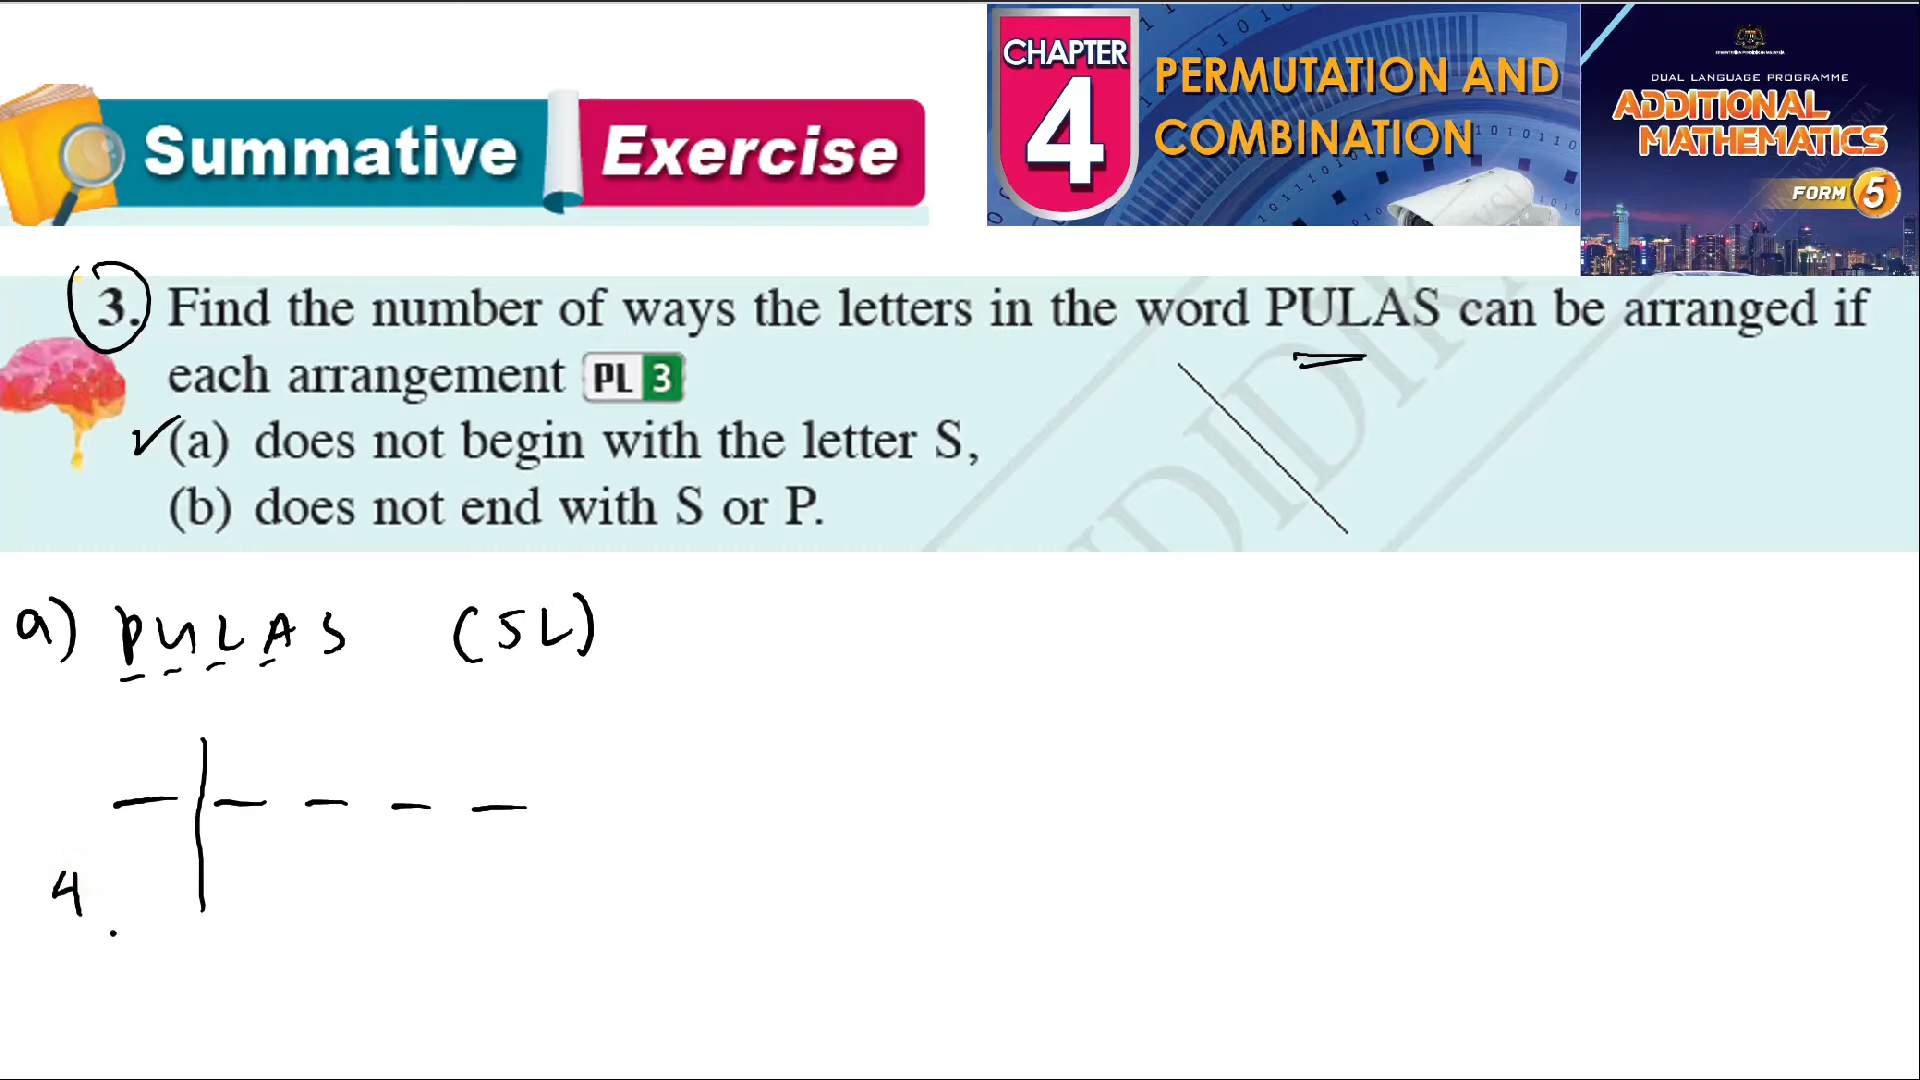 CHAPTER
4
PERMUTATION AND
COMBINATION
DUAL LANGUAGE PROGRAMME
ADDITIONAL
MATHEMATICS
FORM 5
Summative Exercise
3. Find the number of ways the letters in the word PULAS can be arranged if
each arrangement PL 3
(a) does not begin with the letter S,
(b) does not end with S or P.
a) PULAS (5L)
4